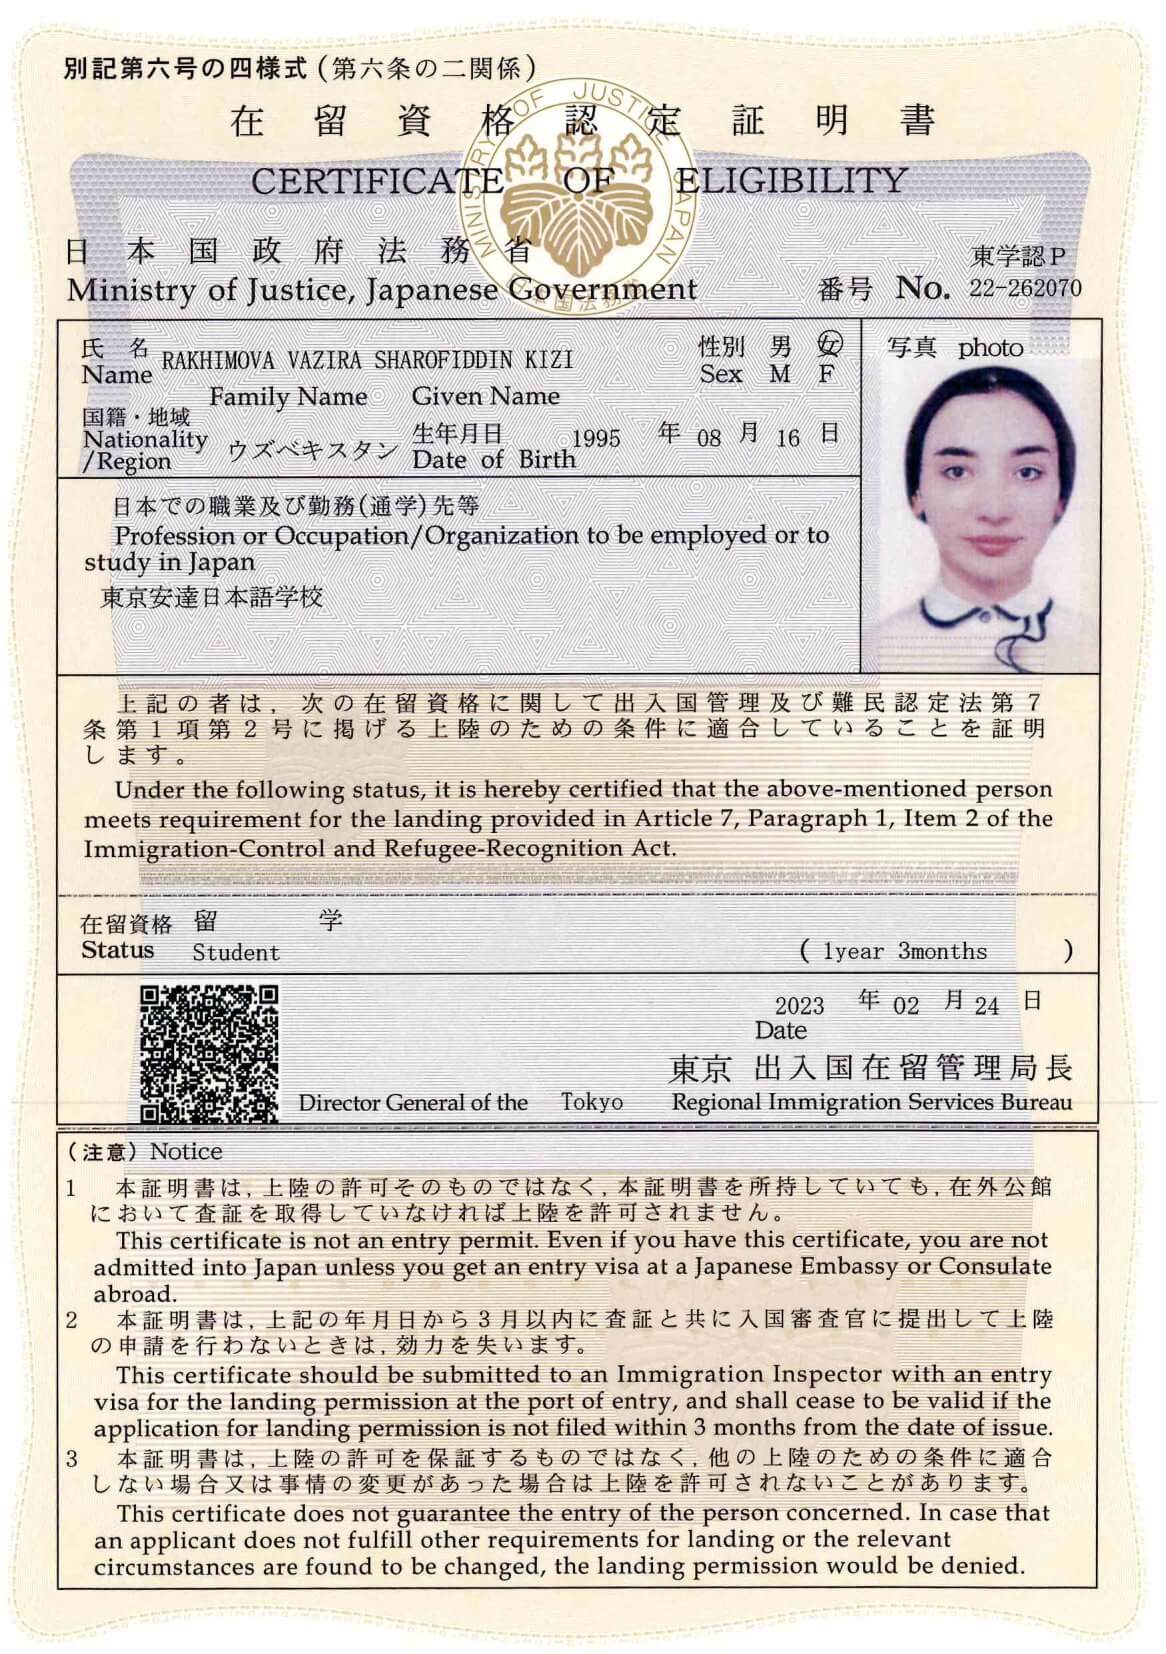 別記第六号の四様式 (第六条の二関係)
MINISTRY OF JUSTICE JAPAN
日本国法務省
在留資格認定証明書
CERTIFICATE OF ELIGIBILITY
日本国政府法務省
東学認P
Ministry of Justice, Japanese Government 番号 No. 22-262070
氏名 Name RAKHIMOVA VAZIRA SHAROFIDDIN KIZI
Family Name Given Name
性別 男 女
Sex M F
写真 photo
国籍・地域
Nationality
/Region ウズベキスタン
生年月日 1995 年 08 月 16 日
Date of Birth
日本での職業及び勤務(通学)先等
Profession or Occupation/Organization to be employed or to
study in Japan
東京安達日本語学校
上記の者は, 次の在留資格に関して出入国管理及び難民認定法第7
条第1項第2号に掲げる上陸のための条件に適合していることを証明
します。
Under the following status, it is hereby certified that the above-mentioned person
meets requirement for the landing provided in Article 7, Paragraph 1, Item 2 of the
Immigration-Control and Refugee-Recognition Act.
在留資格 留学
Status Student ( 1year 3months )
2023 年 02 月 24 日
Date
東京 出入国在留管理局長
Director General of the Tokyo Regional Immigration Services Bureau
(注意) Notice
1 本証明書は, 上陸の許可そのものではなく, 本証明書を所持していても, 在外公館
において査証を取得していなければ上陸を許可されません。
This certificate is not an entry permit. Even if you have this certificate, you are not
admitted into Japan unless you get an entry visa at a Japanese Embassy or Consulate
abroad.
2 本証明書は, 上記の年月日から3月以内に査証と共に入国審査官に提出して上陸
の申請を行わないときは, 効力を失います。
This certificate should be submitted to an Immigration Inspector with an entry
visa for the landing permission at the port of entry, and shall cease to be valid if the
application for landing permission is not filed within 3 months from the date of issue.
3 本証明書は, 上陸の許可を保証するものではなく, 他の上陸のための条件に適合
しない場合又は事情の変更があった場合は上陸を許可されないことがあります。
This certificate does not guarantee the entry of the person concerned. In case that
an applicant does not fulfill other requirements for landing or the relevant
circumstances are found to be changed, the landing permission would be denied.